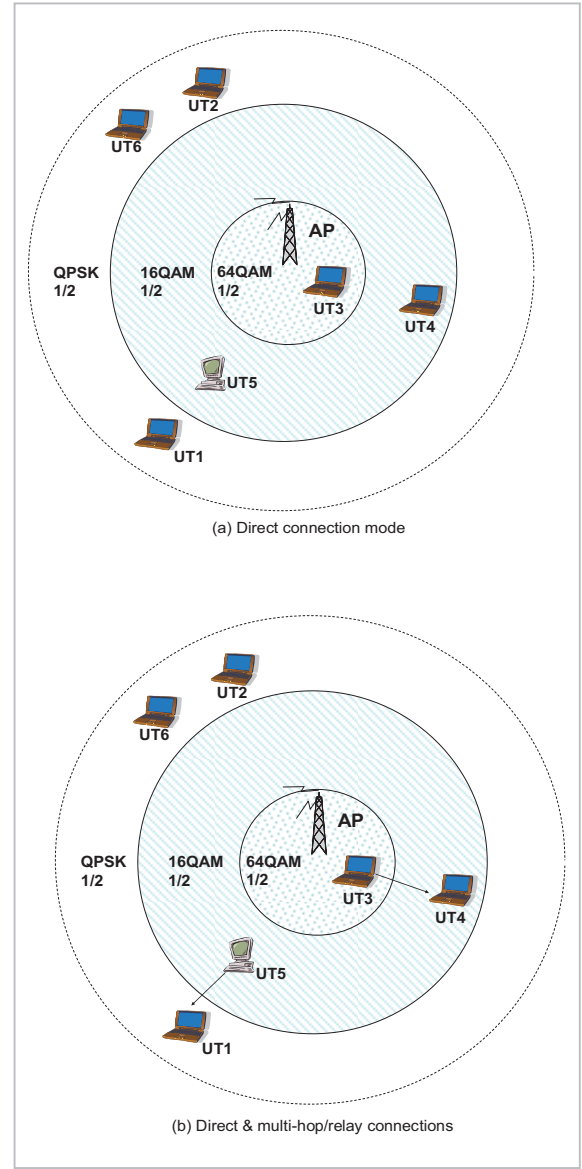 UT2
UT6
AP
QPSK
1/2
16QAM
1/2
64QAM
1/2
UT3
UT4
UT5
UT1
(a) Direct connection mode
UT2
UT6
AP
QPSK
1/2
16QAM
1/2
64QAM
1/2
UT3
UT4
UT5
UT1
(b) Direct & multi-hop/relay connections